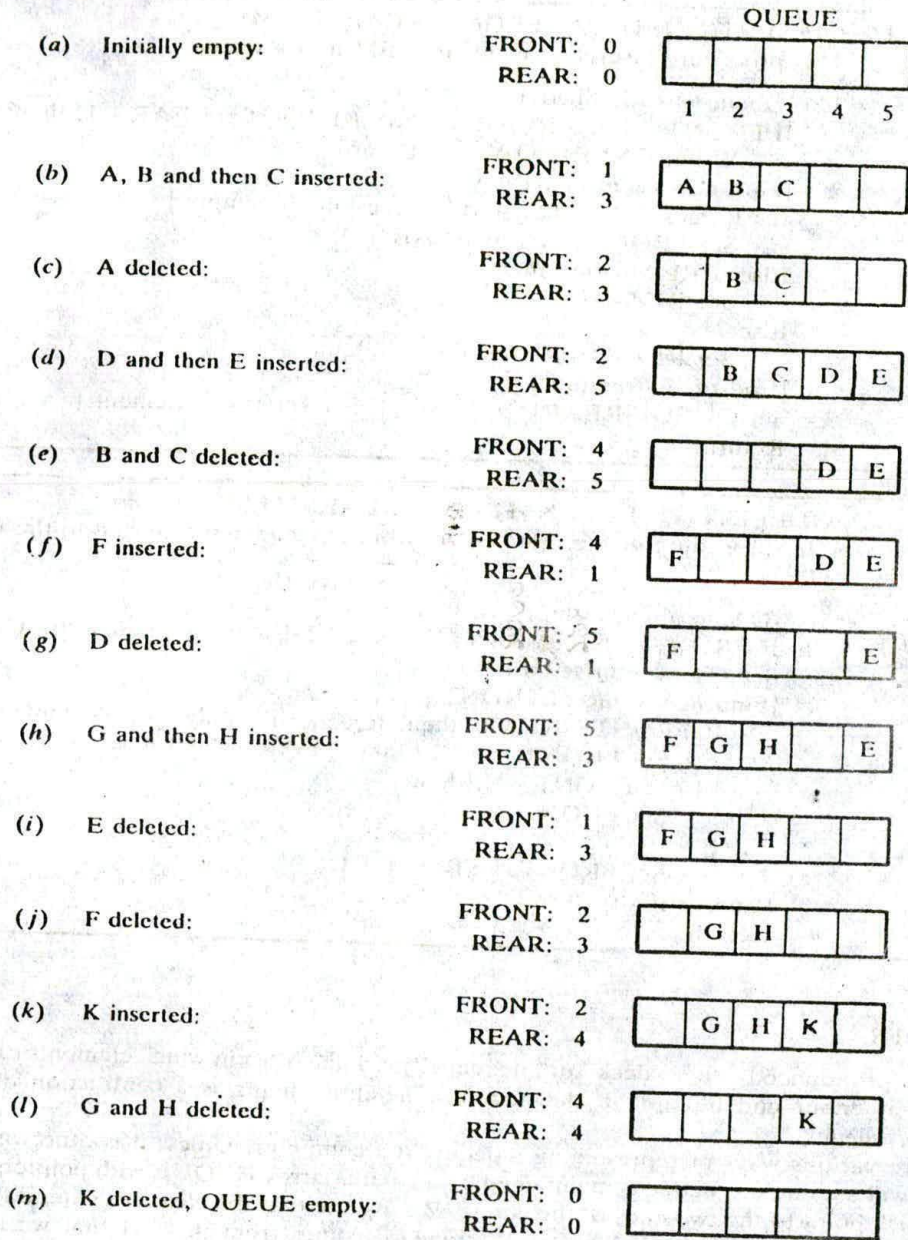 QUEUE
(a) Initially empty: FRONT: 0
REAR: 0
1 2 3 4 5
(b) A, B and then C inserted: FRONT: 1
REAR: 3
A B C
(c) A deleted: FRONT: 2
REAR: 3
B C
(d) D and then E inserted: FRONT: 2
REAR: 5
B C D E
(e) B and C deleted: FRONT: 4
REAR: 5
D E
(f) F inserted: FRONT: 4
REAR: 1
F D E
(g) D deleted: FRONT: 5
REAR: 1
F E
(h) G and then H inserted: FRONT: 5
REAR: 3
F G H E
(i) E deleted: FRONT: 1
REAR: 3
F G H
(j) F deleted: FRONT: 2
REAR: 3
G H
(k) K inserted: FRONT: 2
REAR: 4
G H K
(l) G and H deleted: FRONT: 4
REAR: 4
K
(m) K deleted, QUEUE empty: FRONT: 0
REAR: 0